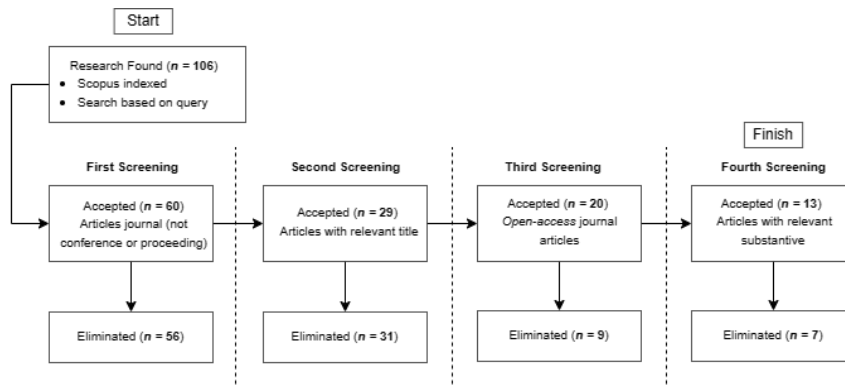 Start
Research Found (n = 106)
• Scopus indexed
• Search based on query
Finish
First Screening
Second Screening
Third Screening
Fourth Screening
Accepted (n = 60)
Articles journal (not
conference or proceeding)
Accepted (n = 29)
Articles with relevant title
Accepted (n = 20)
Open-access journal
articles
Accepted (n = 13)
Articles with relevant
substantive
Eliminated (n = 56)
Eliminated (n = 31)
Eliminated (n = 9)
Eliminated (n = 7)